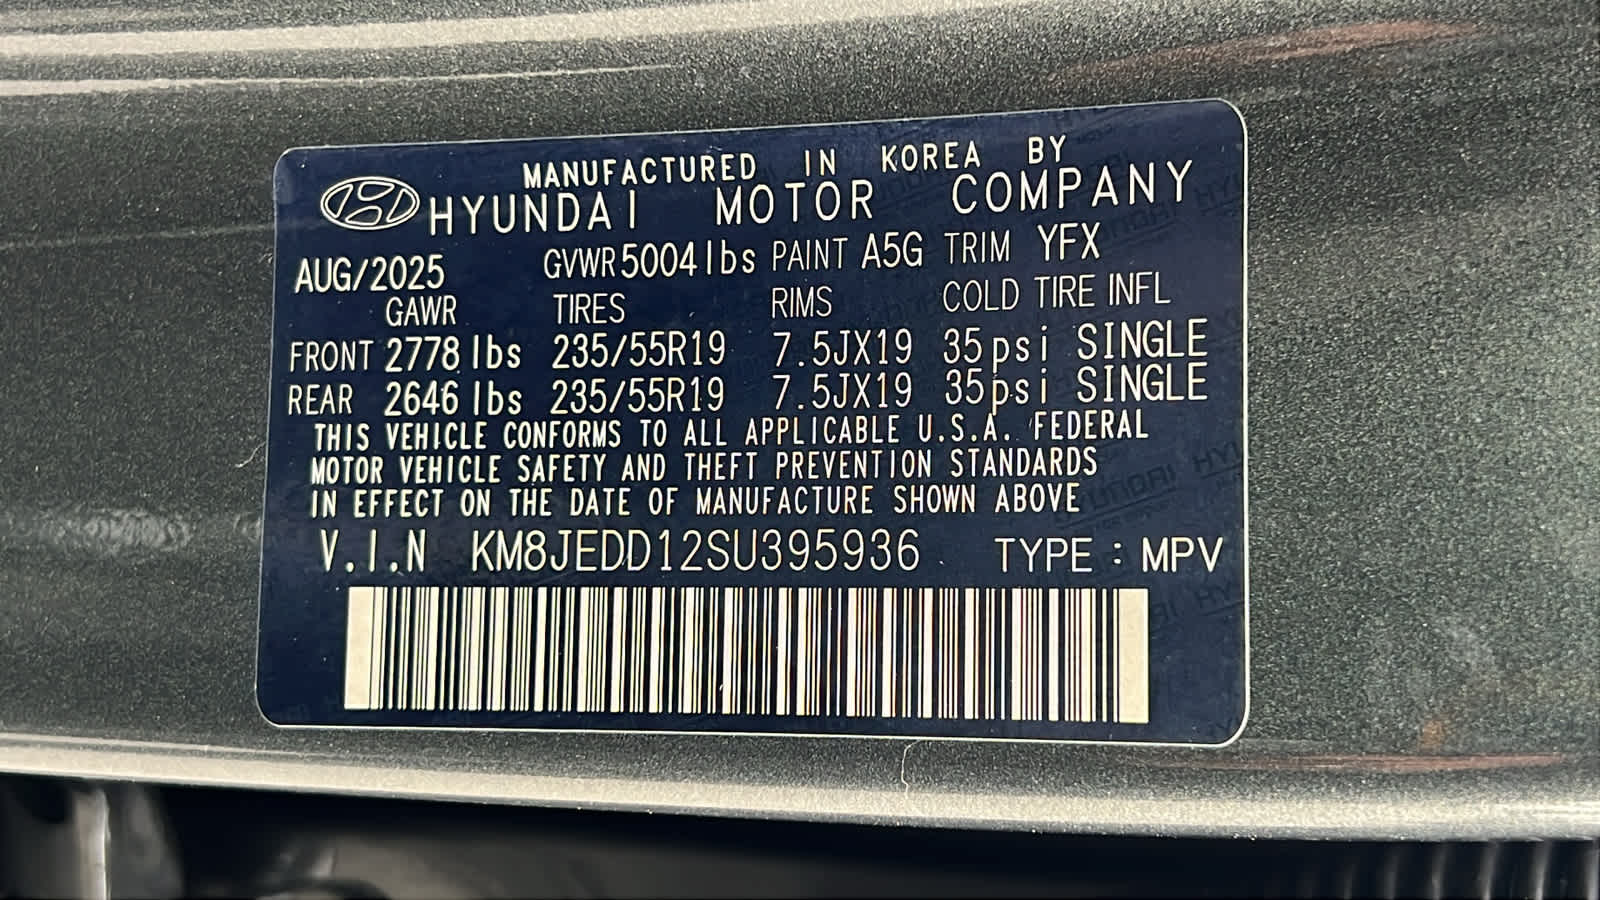 MANUFACTURED IN KOREA BY
HYUNDAI MOTOR COMPANY
AUG/2025 GVWR 5004 lbs PAINT A5G TRIM YFX
GAWR TIRES RIMS COLD TIRE INFL
FRONT 2778 lbs 235/55R19 7.5JX19 35psi SINGLE
REAR 2646 lbs 235/55R19 7.5JX19 35psi SINGLE
THIS VEHICLE CONFORMS TO ALL APPLICABLE U.S.A. FEDERAL
MOTOR VEHICLE SAFETY AND THEFT PREVENTION STANDARDS
IN EFFECT ON THE DATE OF MANUFACTURE SHOWN ABOVE
V.I.N KM8JEDD12SU395936 TYPE : MPV